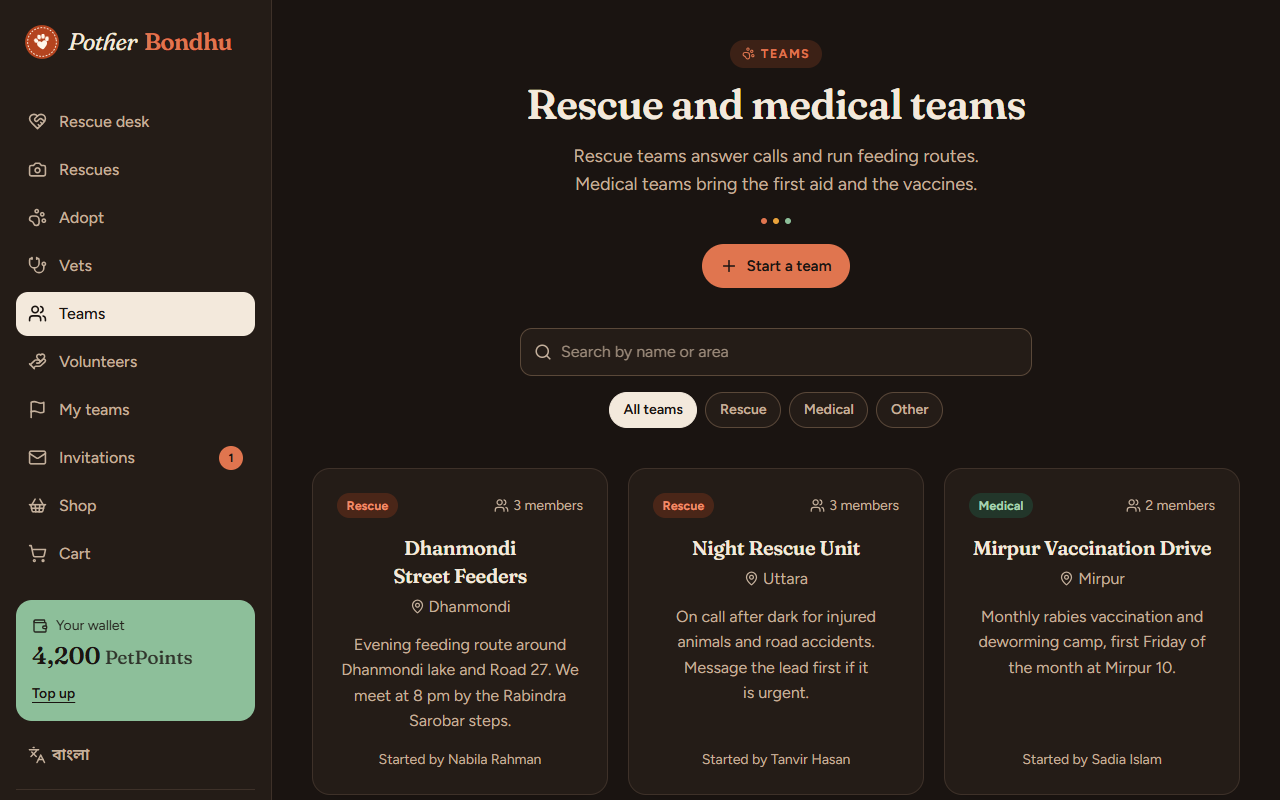 Pother Bondhu
Rescue desk
Rescues
Adopt
Vets
Teams
Volunteers
My teams
Invitations 1
Shop
Cart
Your wallet
4,200 PetPoints
Top up
বাংলা
TEAMS
Rescue and medical teams
Rescue teams answer calls and run feeding routes.
Medical teams bring the first aid and the vaccines.
Start a team
Search by name or area
All teams Rescue Medical Other
Rescue 3 members
Dhanmondi
Street Feeders
Dhanmondi
Evening feeding route around
Dhanmondi lake and Road 27. We
meet at 8 pm by the Rabindra
Sarobar steps.
Started by Nabila Rahman
Rescue 3 members
Night Rescue Unit
Uttara
On call after dark for injured
animals and road accidents.
Message the lead first if it
is urgent.
Started by Tanvir Hasan
Medical 2 members
Mirpur Vaccination Drive
Mirpur
Monthly rabies vaccination and
deworming camp, first Friday of
the month at Mirpur 10.
Started by Sadia Islam